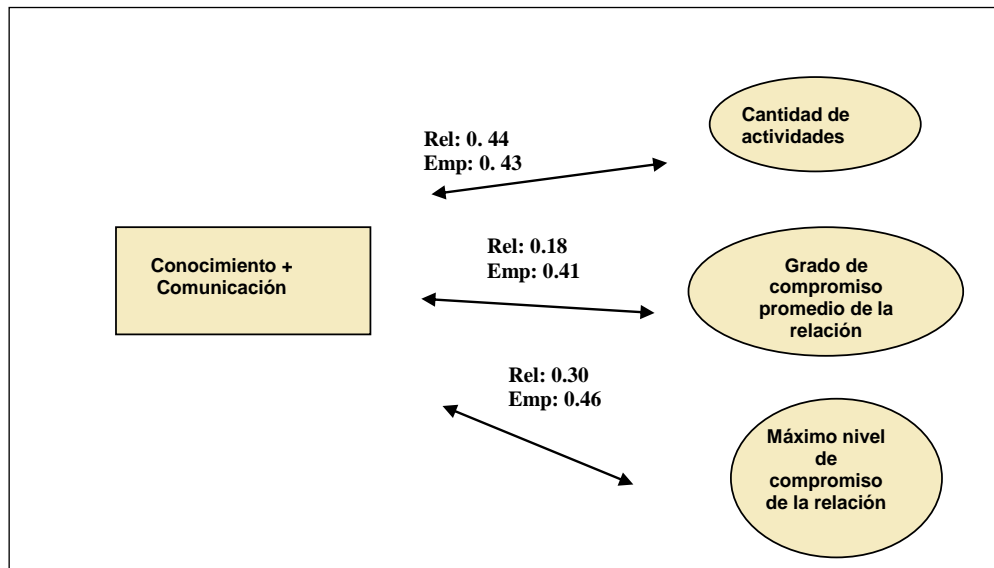 Cantidad de
actividades
Rel: 0. 44
Emp: 0. 43
Rel: 0.18
Emp: 0.41
Conocimiento +
Comunicación
Grado de
compromiso
promedio de la
relación
Rel: 0.30
Emp: 0.46
Máximo nivel
de
compromiso
de la relación